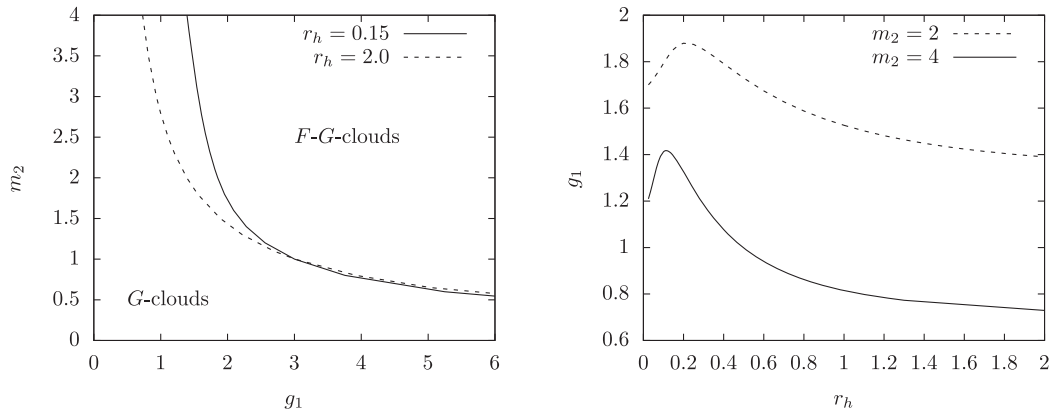 4
3.5
3
2.5
2
1.5
1
0.5
0
m₂
r_h = 0.15
r_h = 2.0
F-G-clouds
G-clouds
0 1 2 3 4 5 6
g₁
2
1.8
1.6
1.4
1.2
1
0.8
0.6
g₁
m₂ = 2
m₂ = 4
0 0.2 0.4 0.6 0.8 1 1.2 1.4 1.6 1.8 2
r_h